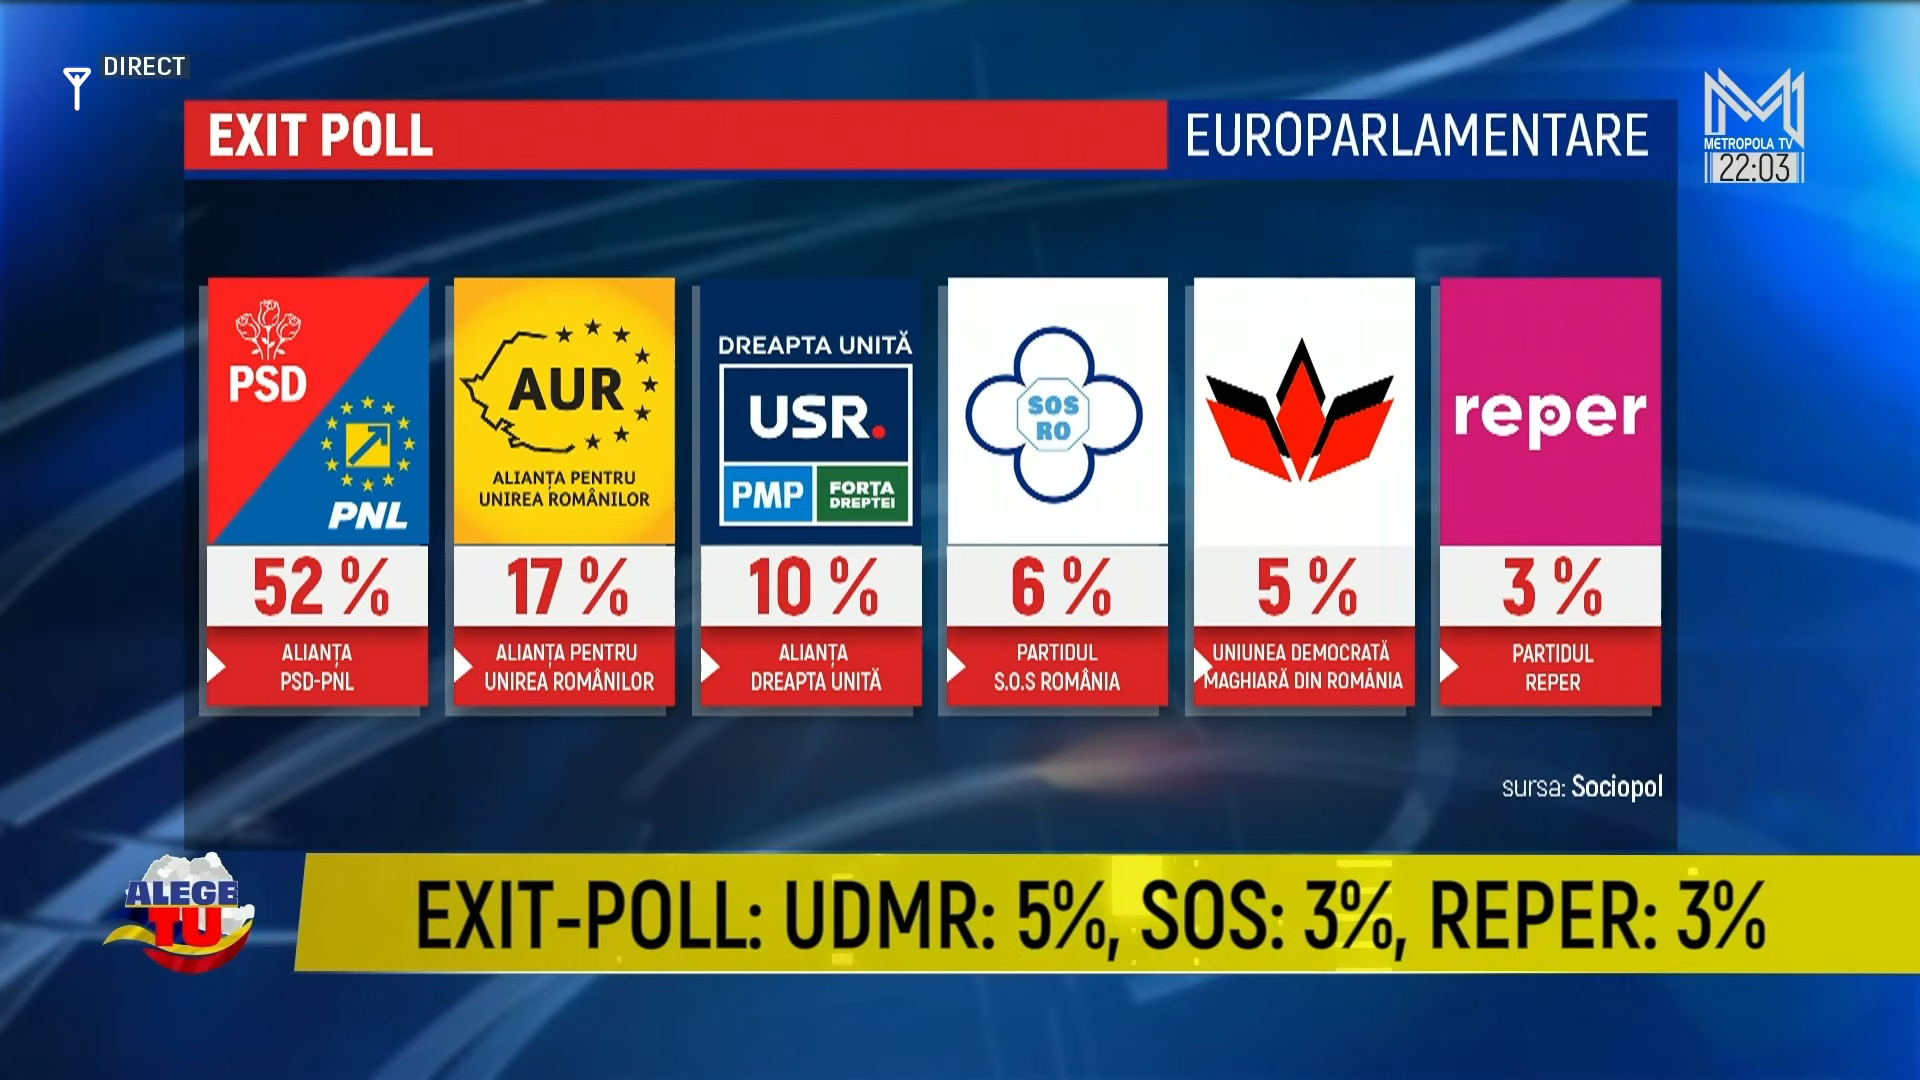 DIRECT
EXIT POLL
EUROPARLAMENTARE
METROPOLA TV
22:03
PSD
PNL
AUR
ALIANȚA PENTRU
UNIREA ROMÂNILOR
DREAPTA UNITĂ
USR.
PMP
FORȚA
DREPTEI
SOS
RO
reper
52 %
17 %
10 %
6 %
5 %
3 %
ALIANȚA
PSD-PNL
ALIANȚA PENTRU
UNIREA ROMÂNILOR
ALIANȚA
DREAPTA UNITĂ
PARTIDUL
S.O.S ROMÂNIA
UNIUNEA DEMOCRATĂ
MAGHIARĂ DIN ROMÂNIA
PARTIDUL
REPER
sursa: Sociopol
ALEGE
TU
EXIT-POLL: UDMR: 5%, SOS: 3%, REPER: 3%